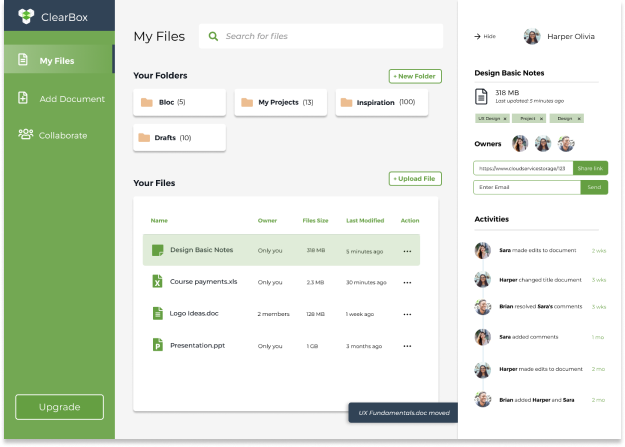 ClearBox
My Files
Add Document
Collaborate
Upgrade
My Files
Search for files
Your Folders
+ New Folder
Bloc (5)
My Projects (13)
Inspiration (100)
Drafts (10)
Your Files
+ Upload File
Name Owner Files Size Last Modified Action
Design Basic Notes Only you 318 MB 5 minutes ago ...
Course payments.xls Only you 2.3 MB 30 minutes ago ...
Logo Ideas.doc 2 members 128 MB 1 week ago ...
Presentation.ppt Only you 1 GB 3 months ago ...
UX Fundamentals.doc moved
→ Hide
Harper Olivia
Design Basic Notes
318 MB
Last updated: 5 minutes ago
UX Design x
Project x
Design x
Owners
https://www.cloudservicestorage/123 Share link
Enter Email Send
Activities
Sara made edits to document 2 wks
Harper changed title document 3 wks
Brian resolved Sara's comments 3 wks
Sara added comments 1 mo
Harper made edits to document 2 mo
Brian added Harper and Sara 2 mo